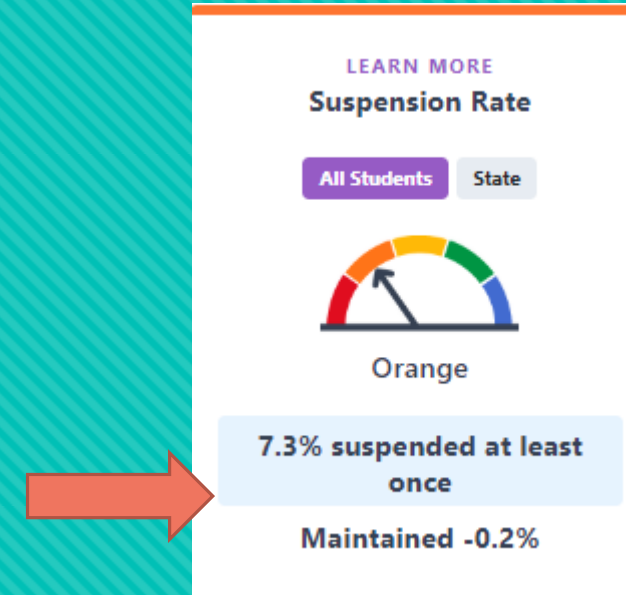 LEARN MORE
Suspension Rate
All Students State
Orange
7.3% suspended at least
once
Maintained -0.2%